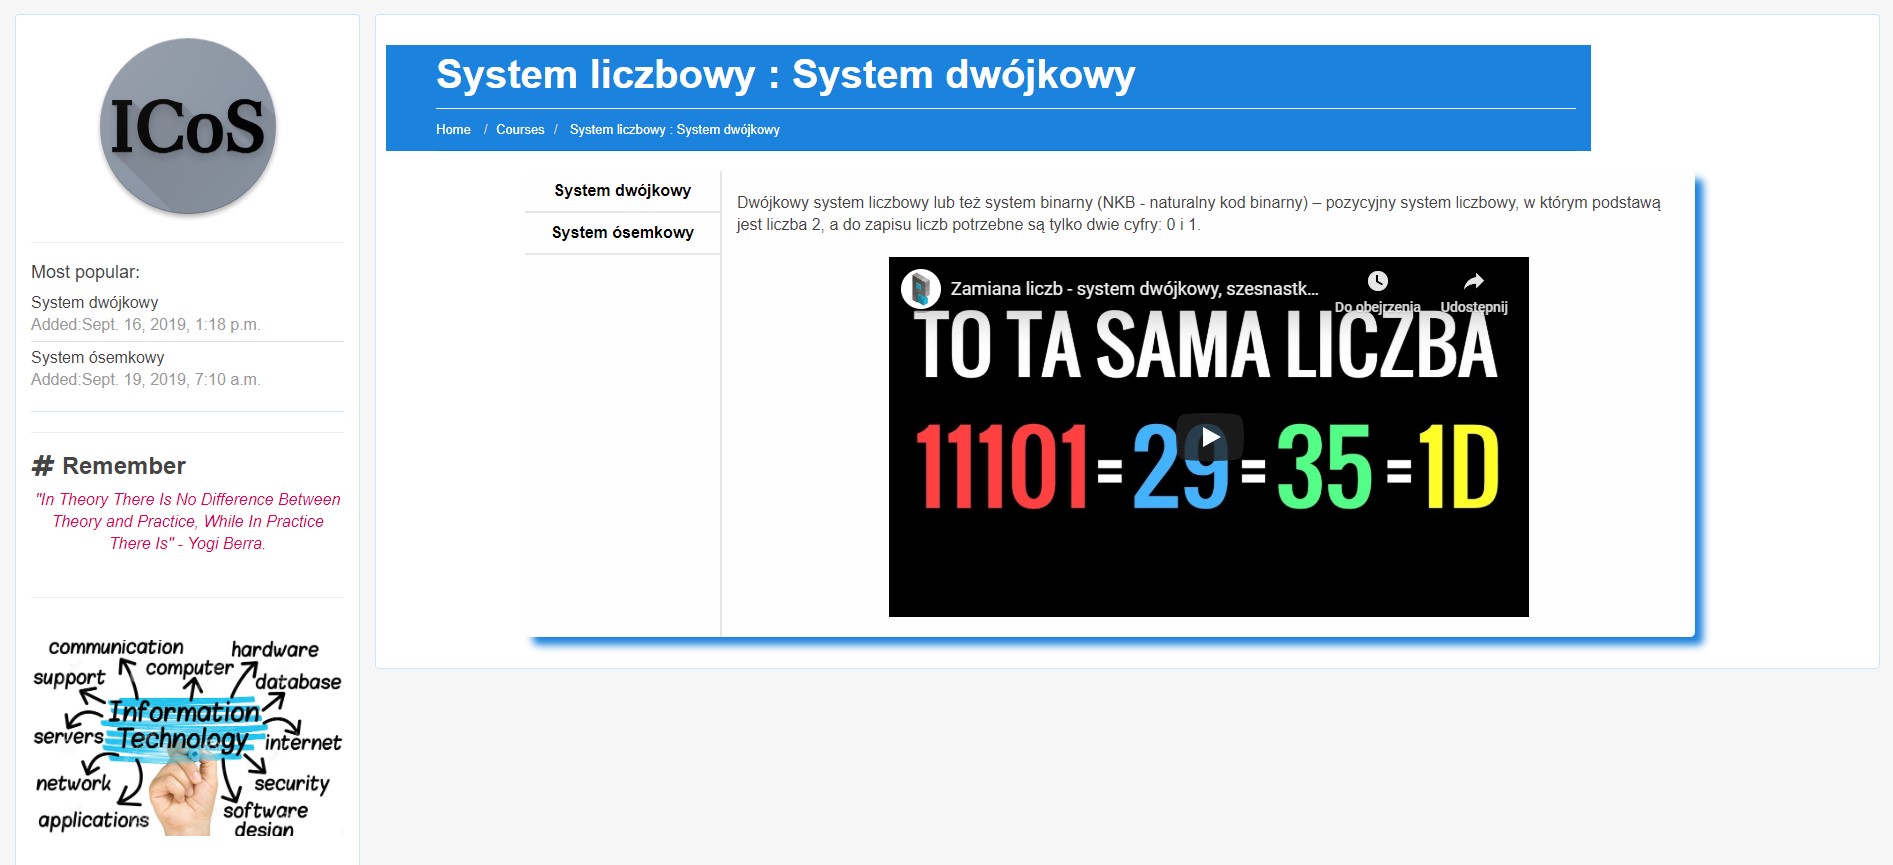 ICoS
Most popular:
System dwójkowy
Added:Sept. 16, 2019, 1:18 p.m.
System ósemkowy
Added:Sept. 19, 2019, 7:10 a.m.
# Remember
"In Theory There Is No Difference Between
Theory and Practice, While In Practice
There Is" - Yogi Berra.
communication
hardware
support
computer
database
Information
Technology
servers
internet
network
security
applications
software
design
System liczbowy : System dwójkowy
Home / Courses / System liczbowy : System dwójkowy
System dwójkowy
System ósemkowy
Dwójkowy system liczbowy lub też system binarny (NKB - naturalny kod binarny) – pozycyjny system liczbowy, w którym podstawą
jest liczba 2, a do zapisu liczb potrzebne są tylko dwie cyfry: 0 i 1.
Zamiana liczb - system dwójkowy, szesnastk...
Do obejrzenia
Udostępnij
TO TA SAMA LICZBA
11101 = 29 = 35 = 1D